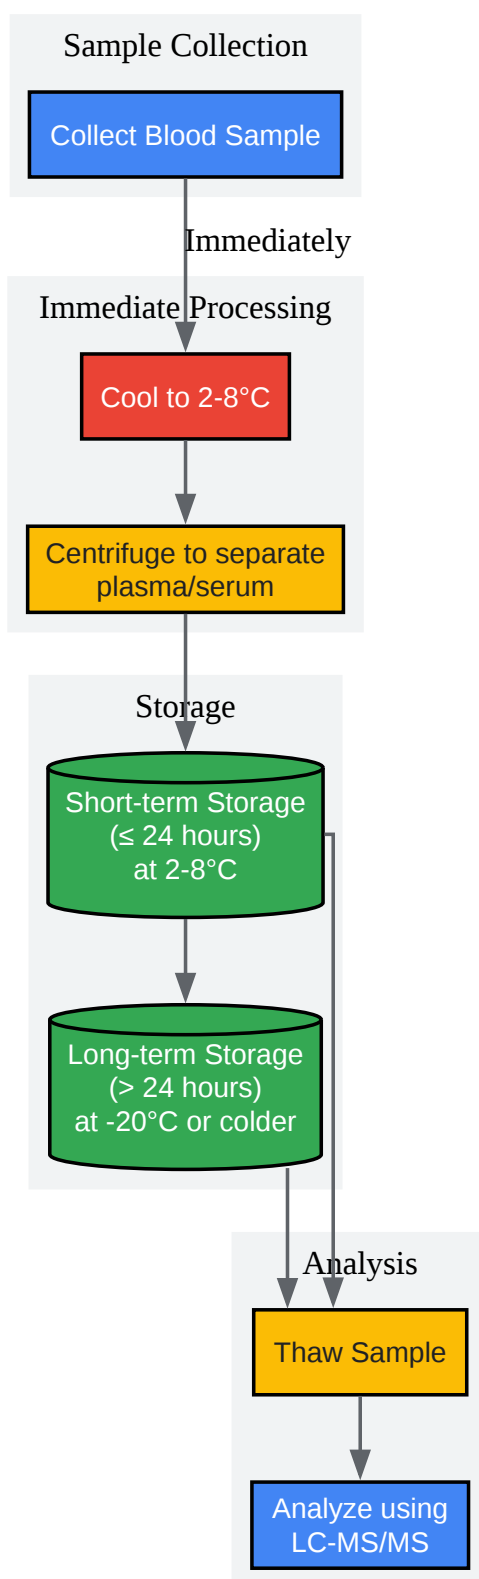 Sample Collection
Collect Blood Sample
Immediately
Immediate Processing
Cool to 2-8°C
Centrifuge to separate
plasma/serum
Storage
Short-term Storage
(≤ 24 hours)
at 2-8°C
Long-term Storage
(> 24 hours)
at -20°C or colder
Analysis
Thaw Sample
Analyze using
LC-MS/MS